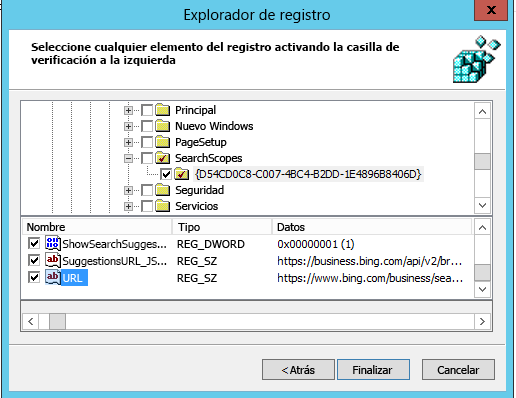 Explorador de registro
x
Seleccione cualquier elemento del registro activando la casilla de
verificación a la izquierda
Principal
Nuevo Windows
PageSetup
SearchScopes
{D54CD0C8-C007-4BC4-B2DD-1E4896B8406D}
Seguridad
Servicios
Nombre Tipo Datos
ShowSearchSugges... REG_DWORD 0x00000001 (1)
SuggestionsURL_JS... REG_SZ https://business.bing.com/api/v2/br...
URL REG_SZ https://www.bing.com/business/sea...
<Atrás Finalizar Cancelar